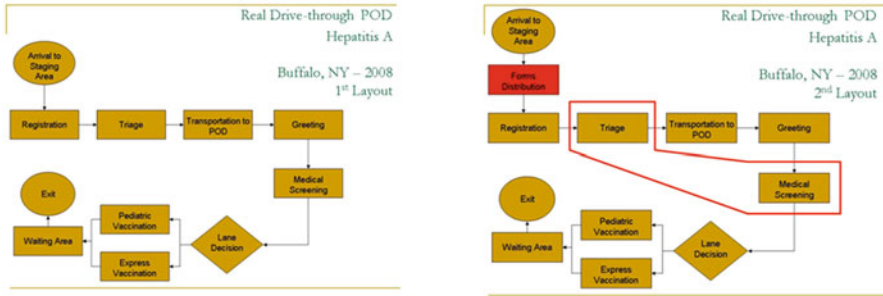 Real Drive-through POD
Hepatitis A
Buffalo, NY – 2008
1st Layout
Arrival to
Staging
Area
Registration
Triage
Transportation to
POD
Greeting
Medical
Screening
Lane
Decision
Pediatric
Vaccination
Express
Vaccination
Waiting Area
Exit
Real Drive-through POD
Hepatitis A
Buffalo, NY – 2008
2nd Layout
Arrival to
Staging
Area
Forms
Distribution
Registration
Triage
Transportation to
POD
Greeting
Medical
Screening
Lane
Decision
Pediatric
Vaccination
Express
Vaccination
Waiting Area
Exit